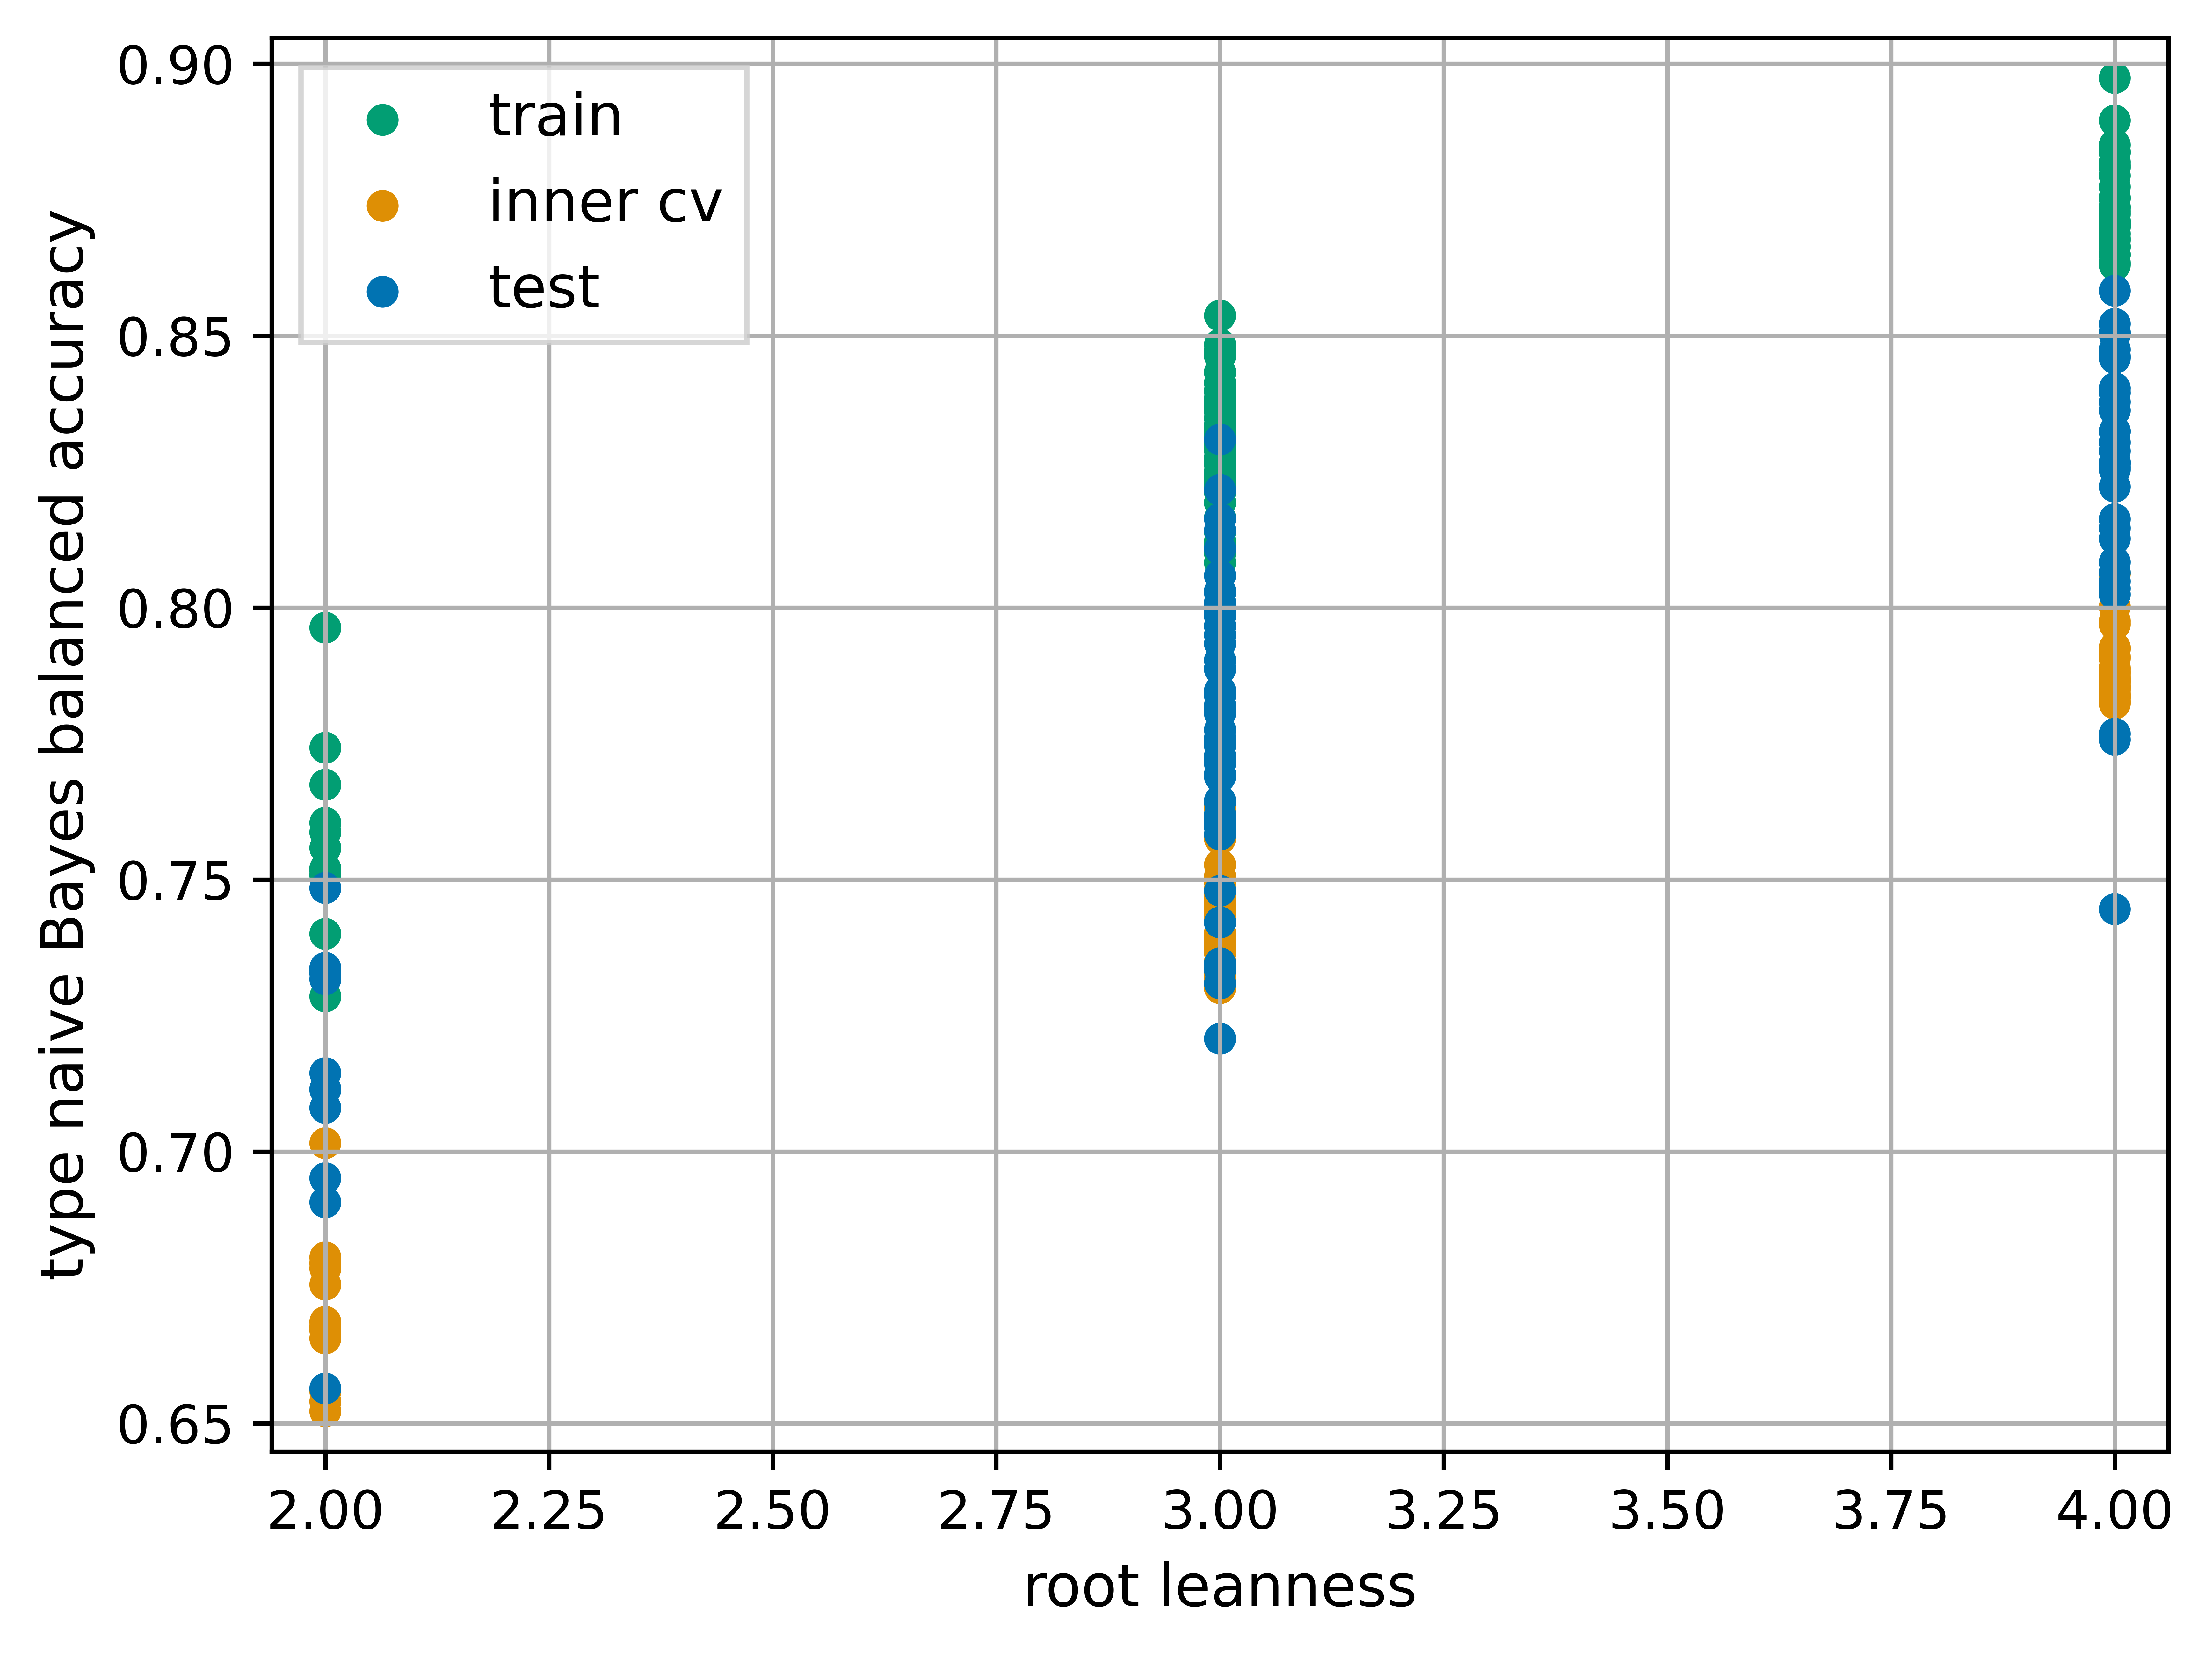 train
inner cv
test
type naive Bayes balanced accuracy
0.90
0.85
0.80
0.75
0.70
0.65
2.00 2.25 2.50 2.75 3.00 3.25 3.50 3.75 4.00
root leanness